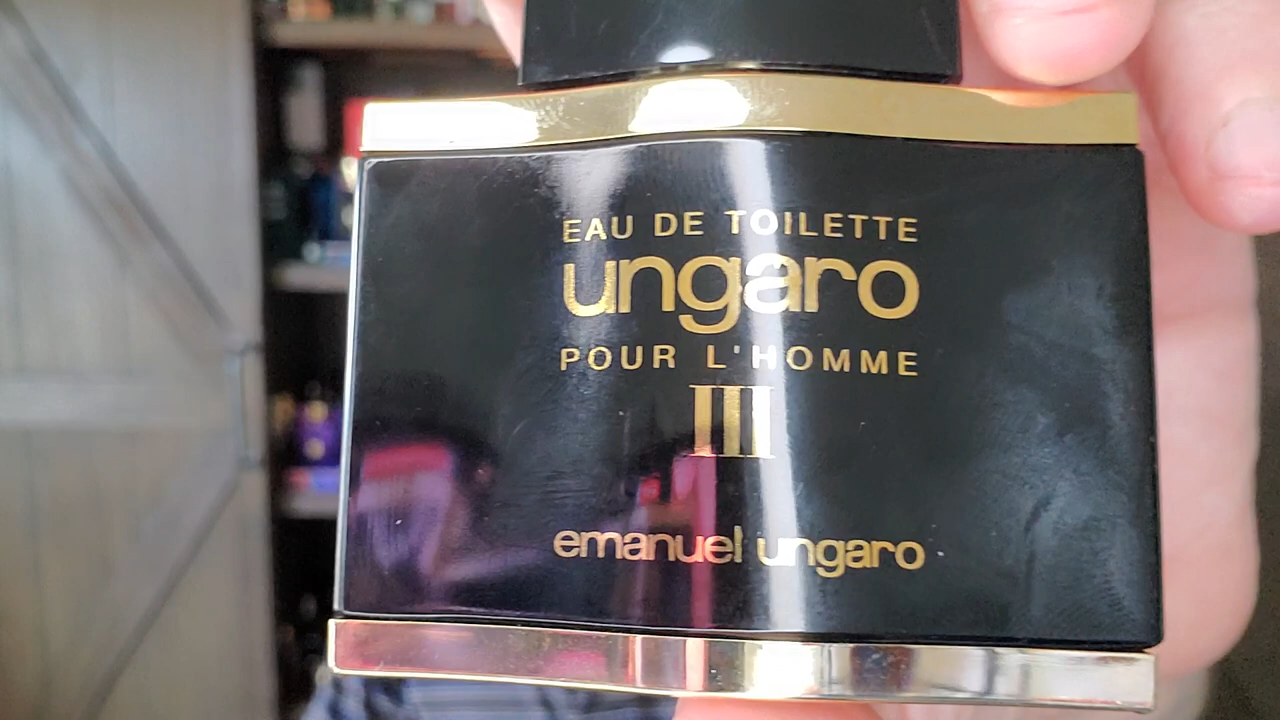 EAU DE TOILETTE
ungaro
POUR L'HOMME
III
emanuel ungaro